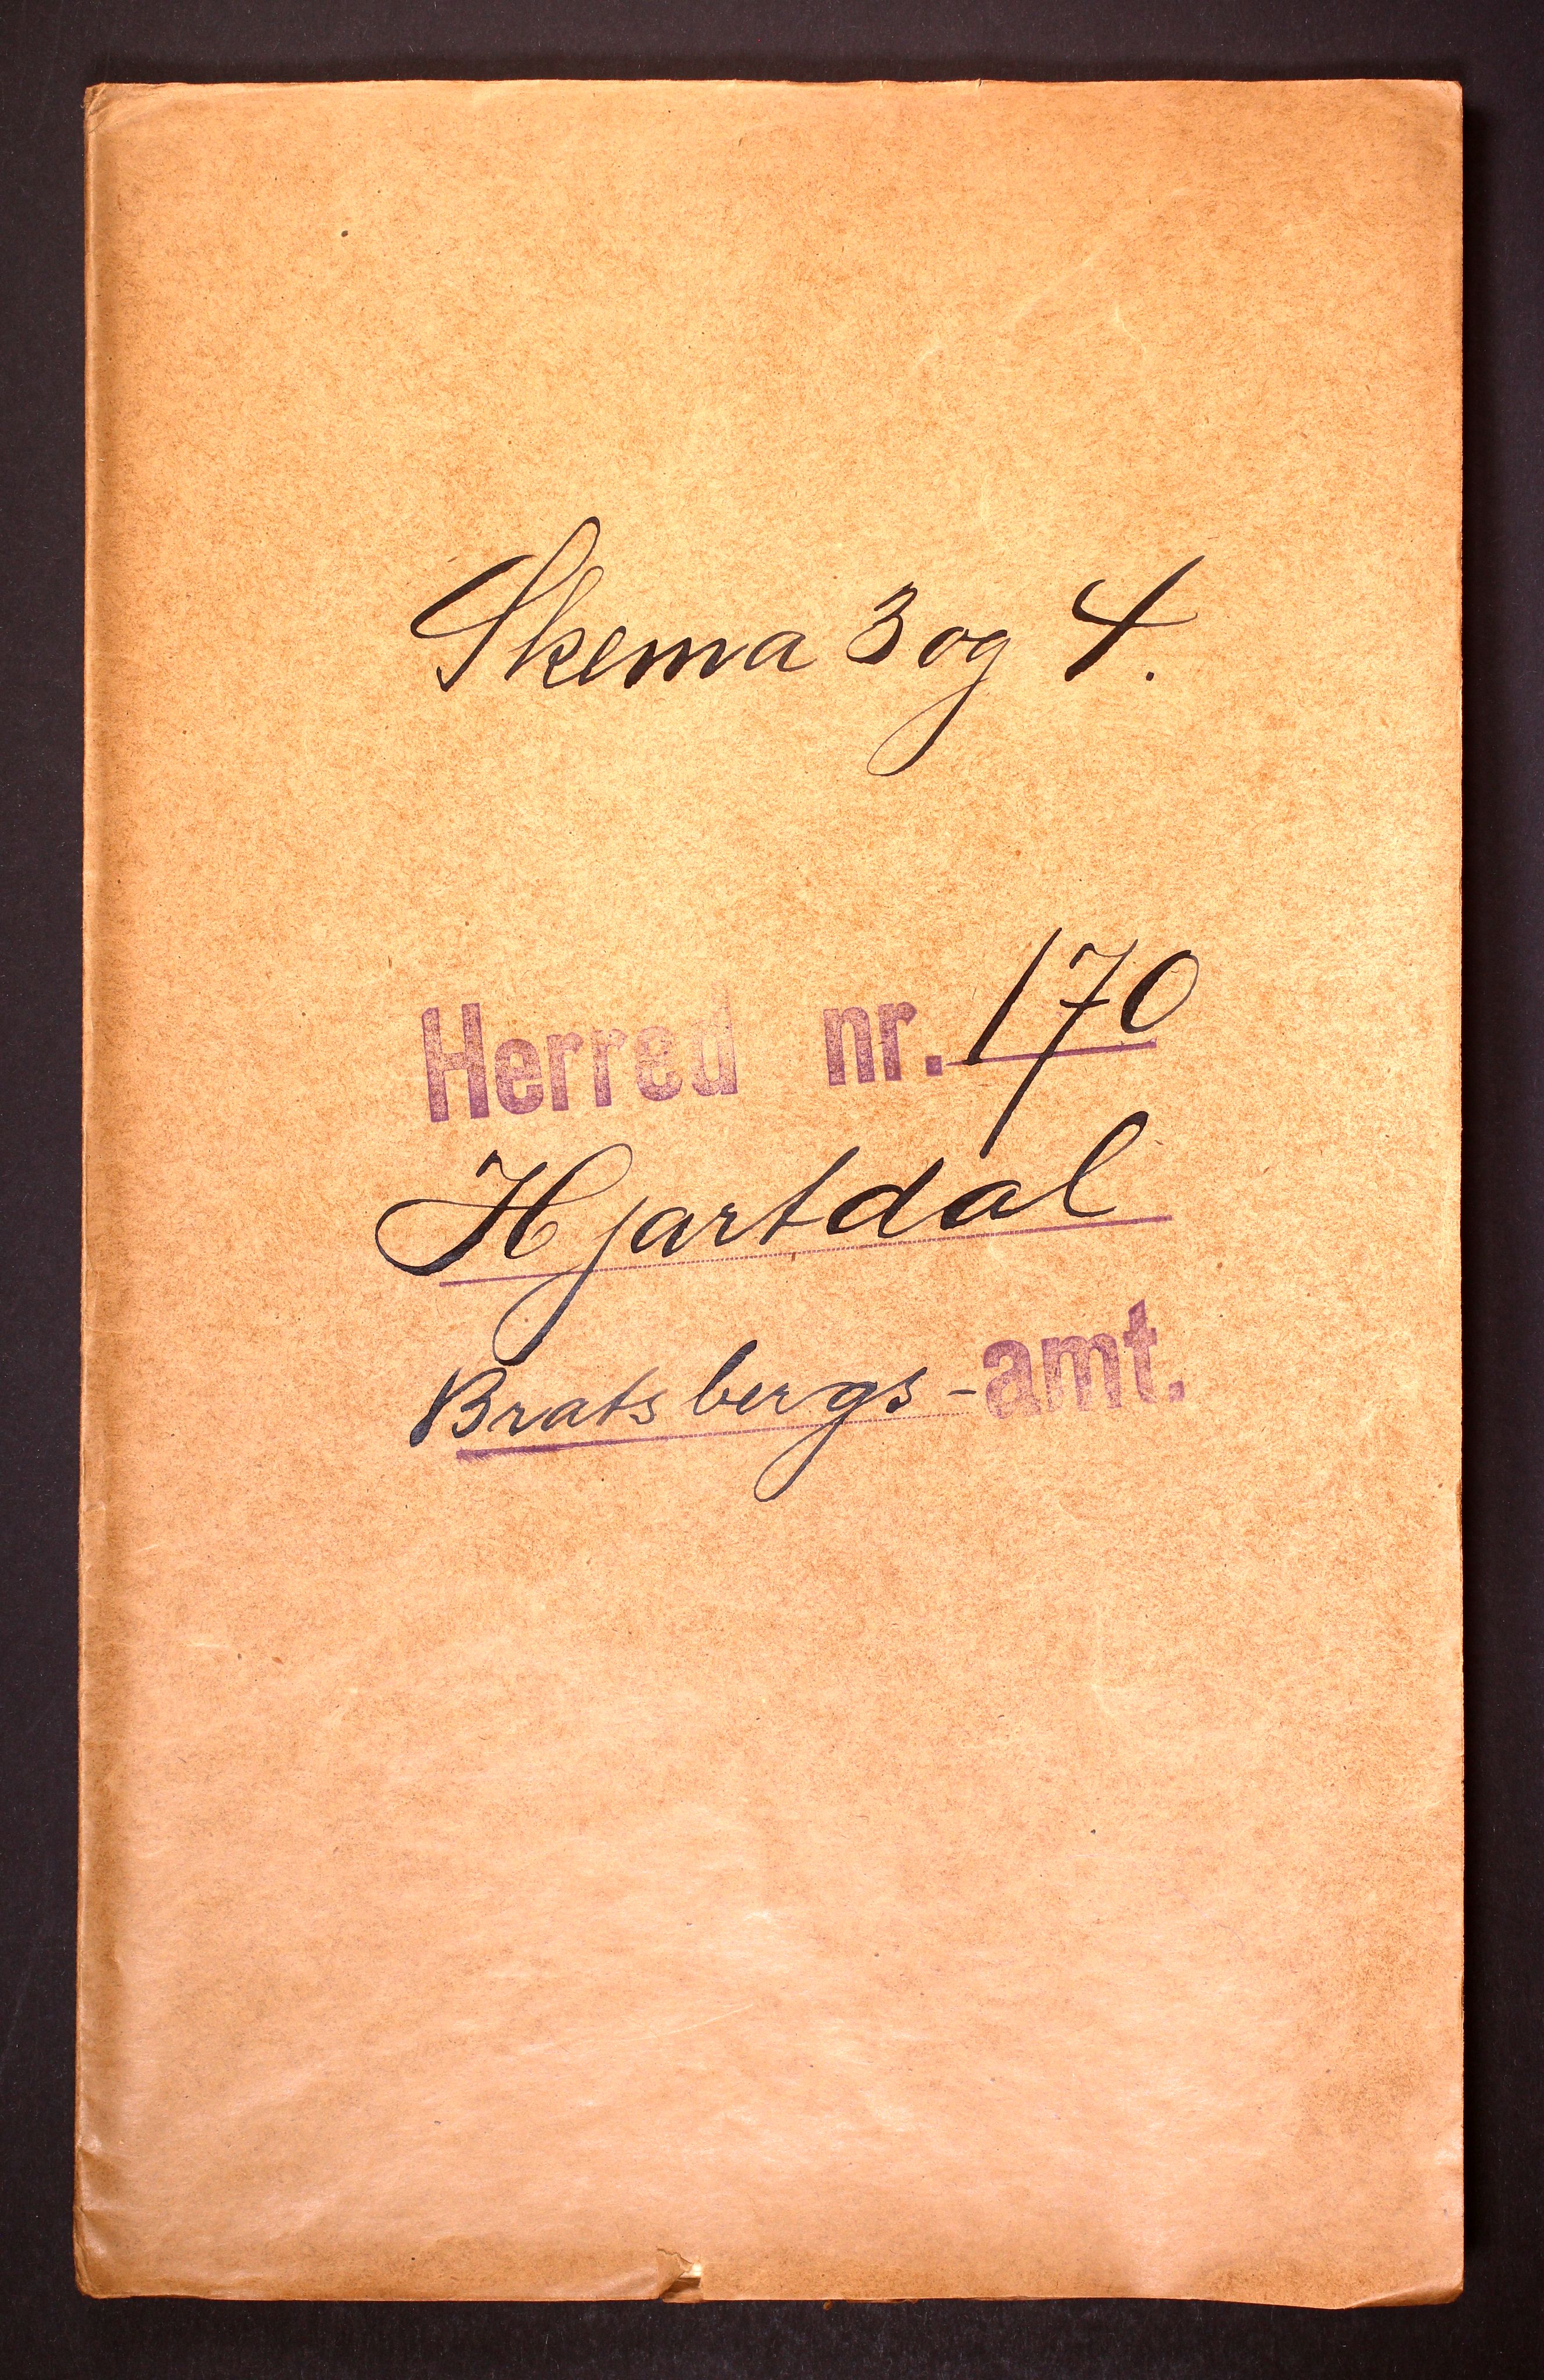 Skema 3 og 4.
Herred nr. 170
Hjartdal
Bratsbergs-amt.